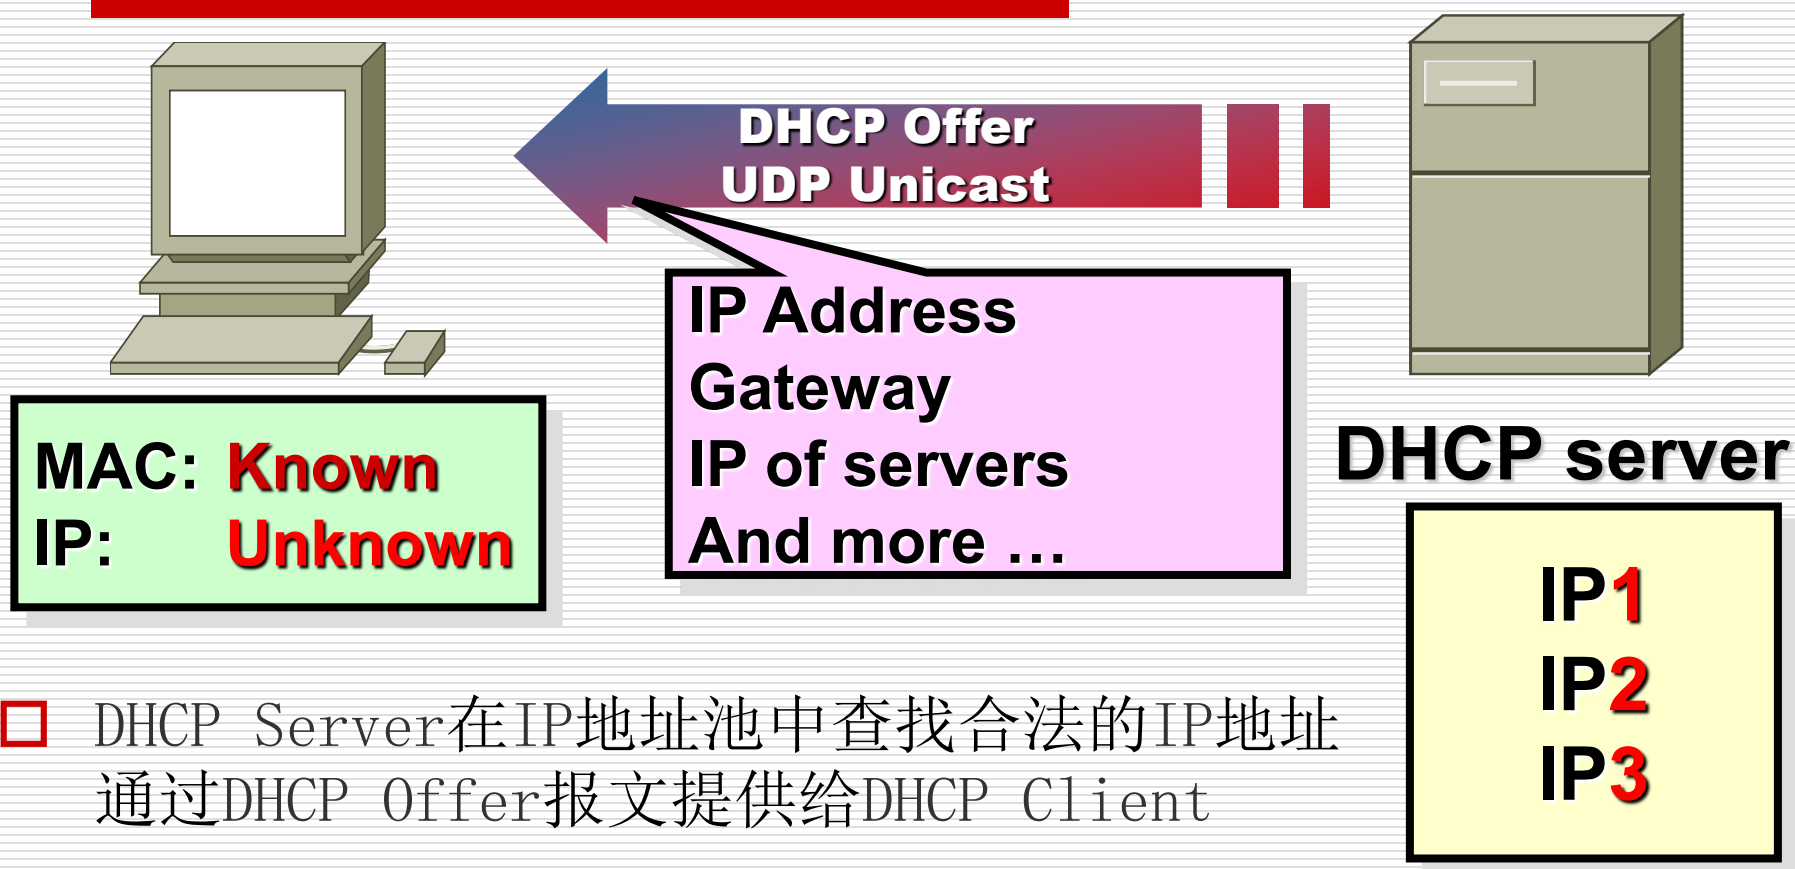 DHCP Offer
UDP Unicast
IP Address
Gateway
IP of servers
And more …
MAC: Known
IP: Unknown
DHCP server
IP1
IP2
IP3
DHCP Server在IP地址池中查找合法的IP地址
通过DHCP Offer报文提供给DHCP Client